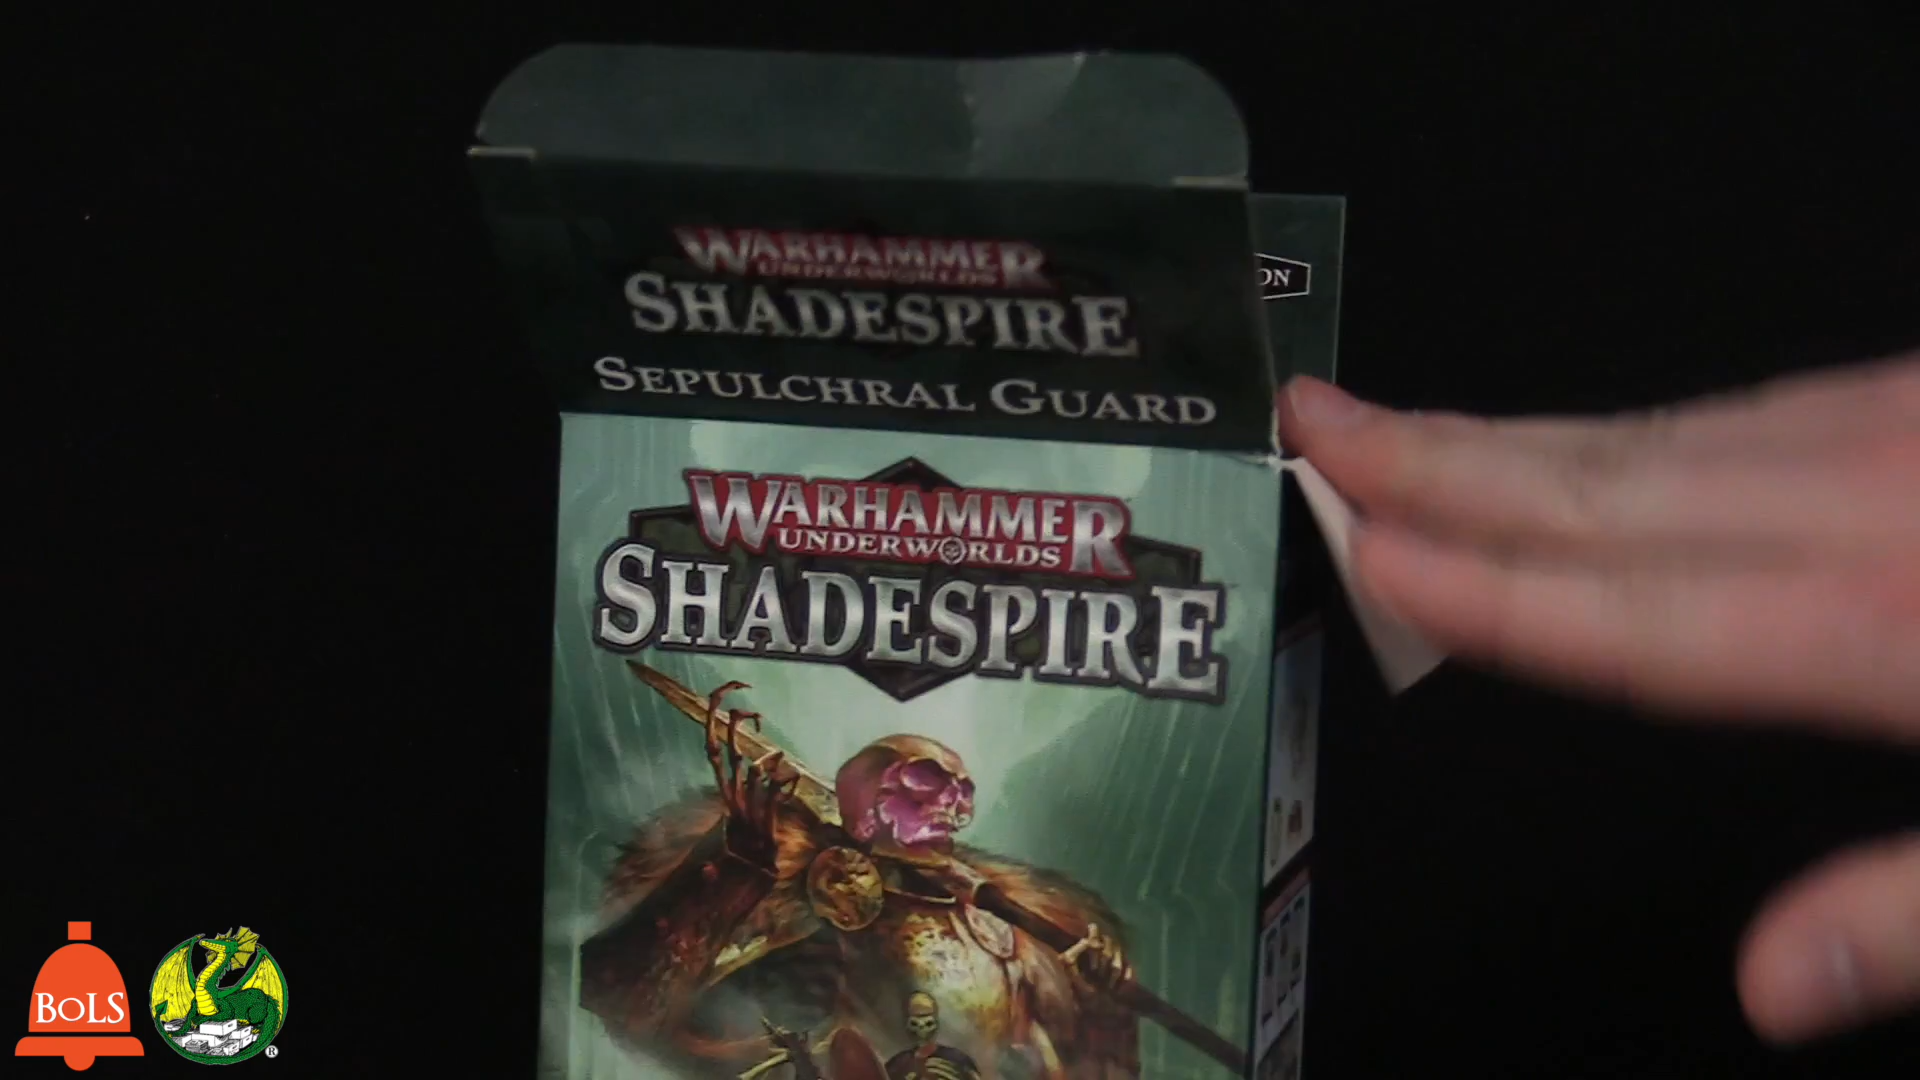 WARHAMMER
UNDERWORLDS
SHADESPIRE
SEPULCHRAL GUARD
ON
WARHAMMER
UNDERWORLDS
SHADESPIRE
BOLS
®